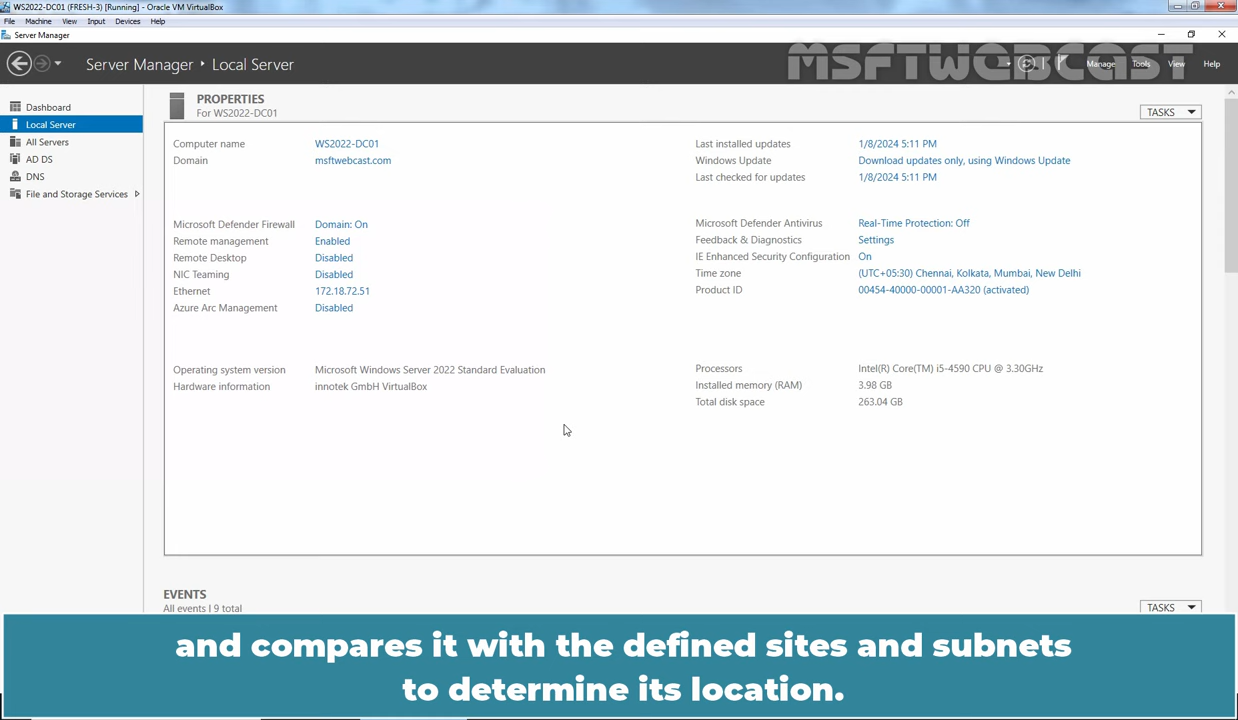 WS2022-DC01 (FRESH-3) [Running] - Oracle VM VirtualBox
File Machine View Input Devices Help
Server Manager
Server Manager ‣ Local Server
MSFTWEBCAST
Manage Tools View Help
Dashboard
Local Server
All Servers
AD DS
DNS
File and Storage Services
PROPERTIES
For WS2022-DC01
TASKS
Computer name WS2022-DC01
Domain msftwebcast.com
Last installed updates 1/8/2024 5:11 PM
Windows Update Download updates only, using Windows Update
Last checked for updates 1/8/2024 5:11 PM
Microsoft Defender Firewall Domain: On
Remote management Enabled
Remote Desktop Disabled
NIC Teaming Disabled
Ethernet 172.18.72.51
Azure Arc Management Disabled
Microsoft Defender Antivirus Real-Time Protection: Off
Feedback & Diagnostics Settings
IE Enhanced Security Configuration On
Time zone (UTC+05:30) Chennai, Kolkata, Mumbai, New Delhi
Product ID 00454-40000-00001-AA320 (activated)
Operating system version Microsoft Windows Server 2022 Standard Evaluation
Hardware information innotek GmbH VirtualBox
Processors Intel(R) Core(TM) i5-4590 CPU @ 3.30GHz
Installed memory (RAM) 3.98 GB
Total disk space 263.04 GB
EVENTS
All events | 9 total
TASKS
and compares it with the defined sites and subnets
to determine its location.